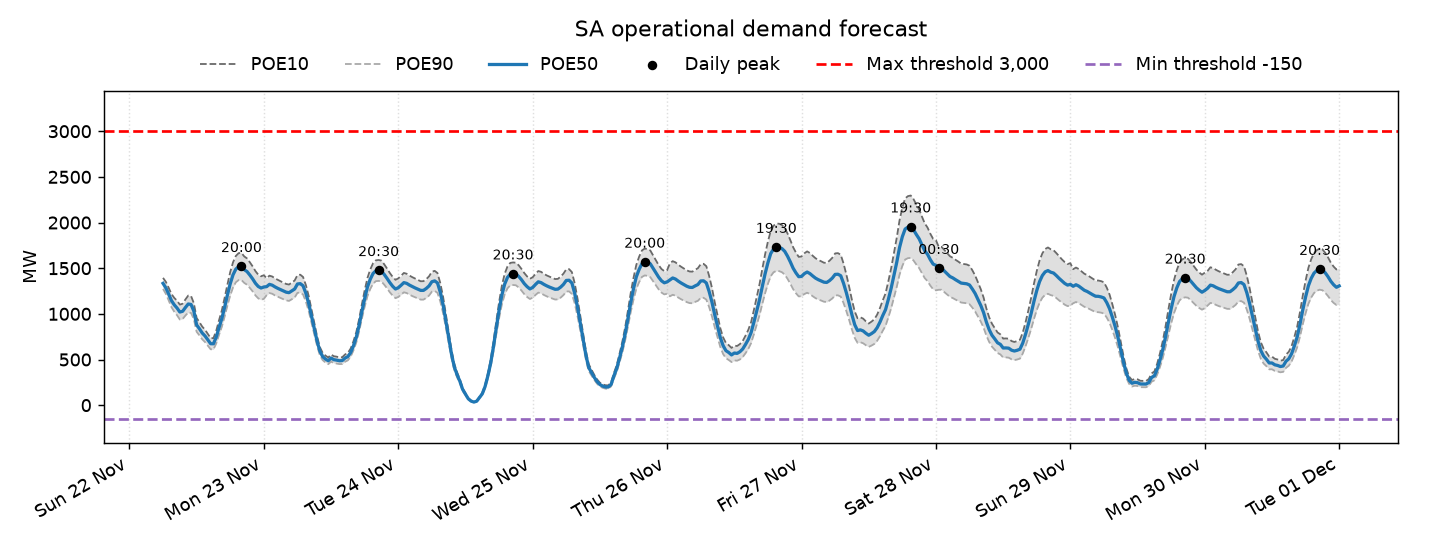 SA operational demand forecast
POE10 POE90 POE50 Daily peak Max threshold 3,000 Min threshold -150
MW
3000
2500
2000
1500
1000
500
0
20:00 20:30 20:30 20:00 19:30 19:30 00:30 20:30 20:30
Sun 22 Nov Mon 23 Nov Tue 24 Nov Wed 25 Nov Thu 26 Nov Fri 27 Nov Sat 28 Nov Sun 29 Nov Mon 30 Nov Tue 01 Dec